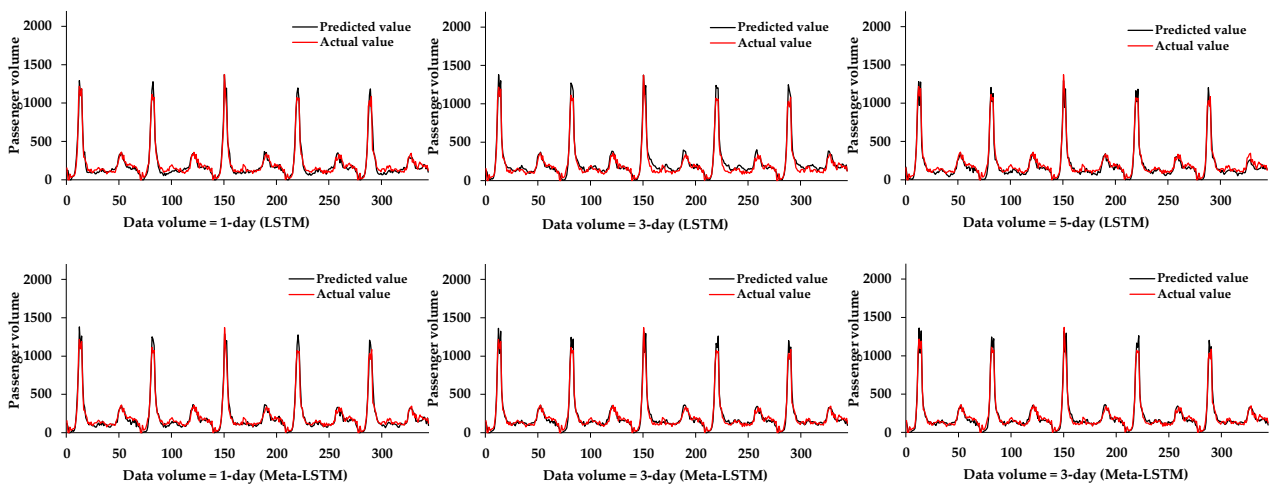 2000
1500
1000
500
0
Passenger volume
Predicted value
Actual value
0 50 100 150 200 250 300
Data volume = 1-day (LSTM)
2000
1500
1000
500
0
Passenger volume
Predicted value
Actual value
0 50 100 150 200 250 300
Data volume = 3-day (LSTM)
2000
1500
1000
500
0
Passenger volume
Predicted value
Actual value
0 50 100 150 200 250 300
Data volume = 5-day (LSTM)
2000
1500
1000
500
0
Passenger volume
Predicted value
Actual value
0 50 100 150 200 250 300
Data volume = 1-day (Meta-LSTM)
2000
1500
1000
500
0
Passenger volume
Predicted value
Actual value
0 50 100 150 200 250 300
Data volume = 3-day (Meta-LSTM)
2000
1500
1000
500
0
Passenger volume
Predicted value
Actual value
0 50 100 150 200 250 300
Data volume = 3-day (Meta-LSTM)